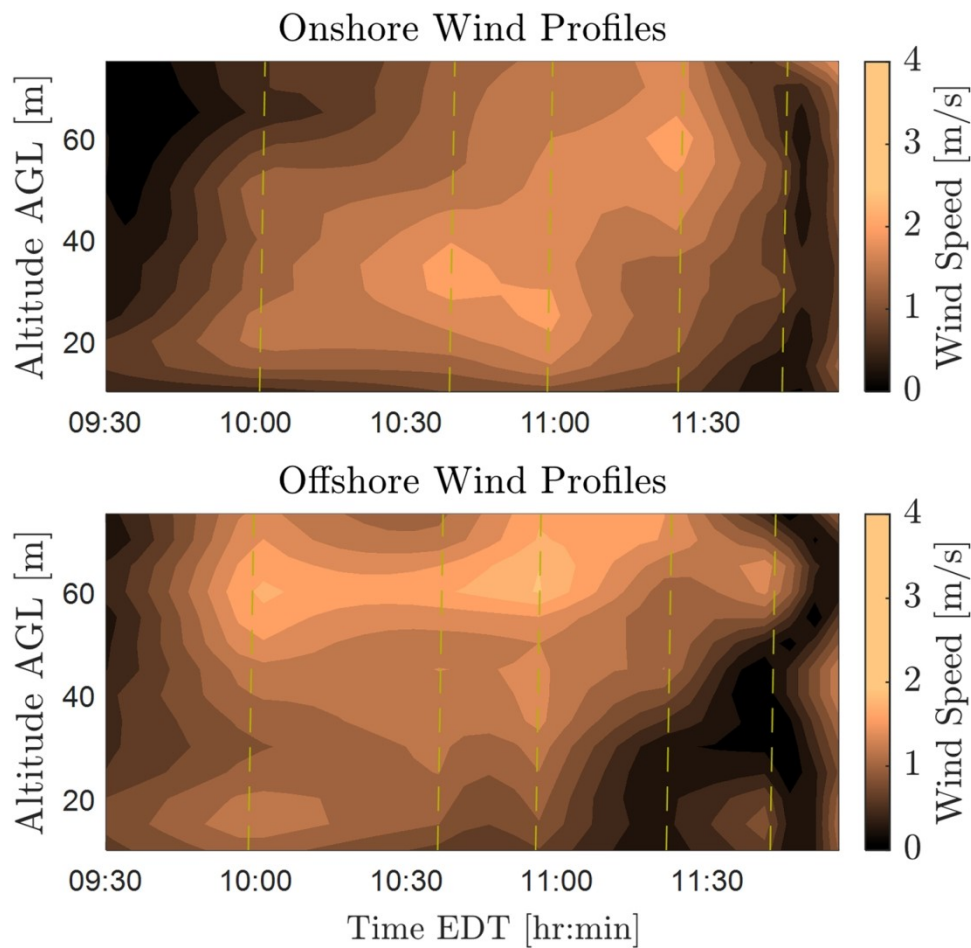 Onshore Wind Profiles
Altitude AGL [m]
60
40
20
09:30 10:00 10:30 11:00 11:30
4
3
2
1
0
Wind Speed [m/s]
Offshore Wind Profiles
Altitude AGL [m]
60
40
20
09:30 10:00 10:30 11:00 11:30
4
3
2
1
0
Wind Speed [m/s]
Time EDT [hr:min]